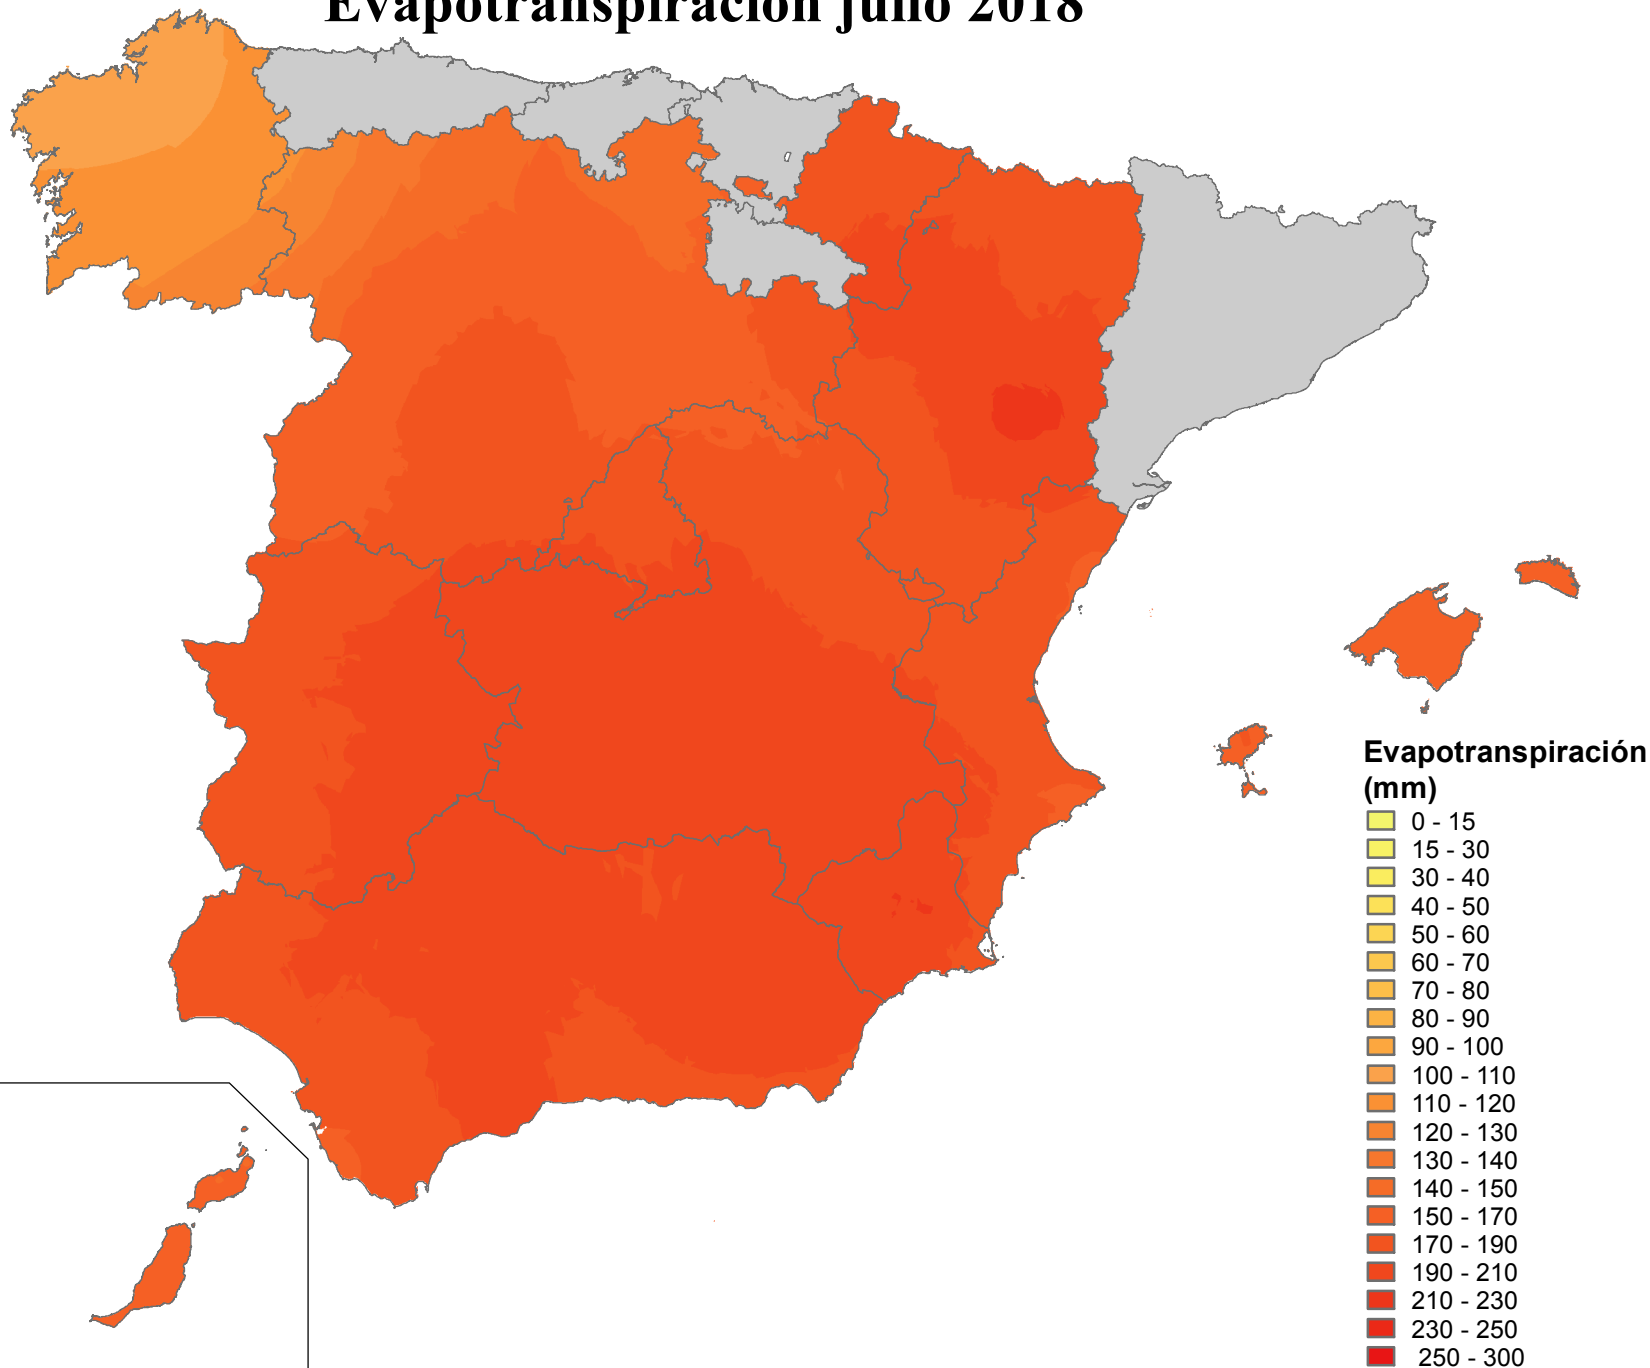 Evapotranspiración julio 2018
Evapotranspiración
(mm)
0 - 15
15 - 30
30 - 40
40 - 50
50 - 60
60 - 70
70 - 80
80 - 90
90 - 100
100 - 110
110 - 120
120 - 130
130 - 140
140 - 150
150 - 170
170 - 190
190 - 210
210 - 230
230 - 250
250 - 300